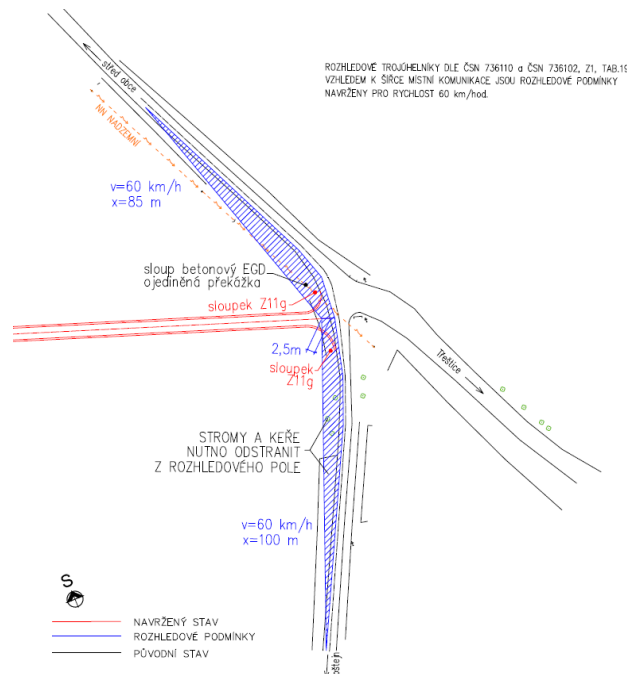 ROZHLEDOVÉ TROJÚHELNÍKY DLE ČSN 736110 a ČSN 736102, Z1, TAB.19
VZHLEDEM K ŠÍŘCE MÍSTNÍ KOMUNIKACE JSOU ROZHLEDOVÉ PODMÍNKY
NAVRŽENY PRO RYCHLOST 60 km/hod.
střed obce
NN NADZEMNÍ
v=60 km/h
x=85 m
sloup betonový EGD
ojediněná překážka
sloupek Z11g
2,5m
sloupek
Z11g
Třeštice
STROMY A KEŘE
NUTNO ODSTRANIT
Z ROZHLEDOVÉHO POLE
v=60 km/h
x=100 m
S
NAVRŽENÝ STAV
ROZHLEDOVÉ PODMÍNKY
PŮVODNÍ STAV